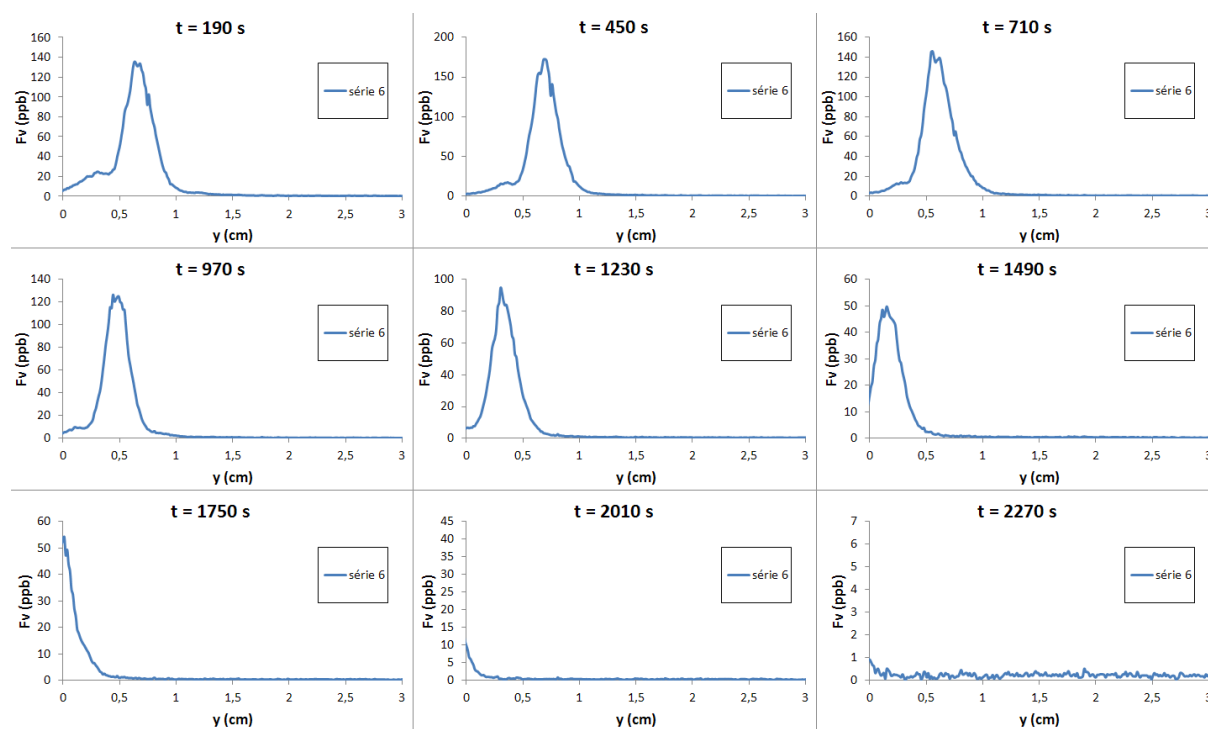 t = 190 s
Fv (ppb)
160
140
120
100
80
60
40
20
0
série 6
0 0,5 1 1,5 2 2,5 3
y (cm)
t = 450 s
Fv (ppb)
200
150
100
50
0
série 6
0 0,5 1 1,5 2 2,5 3
y (cm)
t = 710 s
Fv (ppb)
160
140
120
100
80
60
40
20
0
série 6
0 0,5 1 1,5 2 2,5 3
y (cm)
t = 970 s
Fv (ppb)
140
120
100
80
60
40
20
0
série 6
0 0,5 1 1,5 2 2,5 3
y (cm)
t = 1230 s
Fv (ppb)
100
80
60
40
20
0
série 6
0 0,5 1 1,5 2 2,5 3
y (cm)
t = 1490 s
Fv (ppb)
60
50
40
30
20
10
0
série 6
0 0,5 1 1,5 2 2,5 3
y (cm)
t = 1750 s
Fv (ppb)
60
50
40
30
20
10
0
série 6
0 0,5 1 1,5 2 2,5 3
y (cm)
t = 2010 s
Fv (ppb)
45
40
35
30
25
20
15
10
5
0
série 6
0 0,5 1 1,5 2 2,5 3
y (cm)
t = 2270 s
Fv (ppb)
7
6
5
4
3
2
1
0
série 6
0 0,5 1 1,5 2 2,5 3
y (cm)